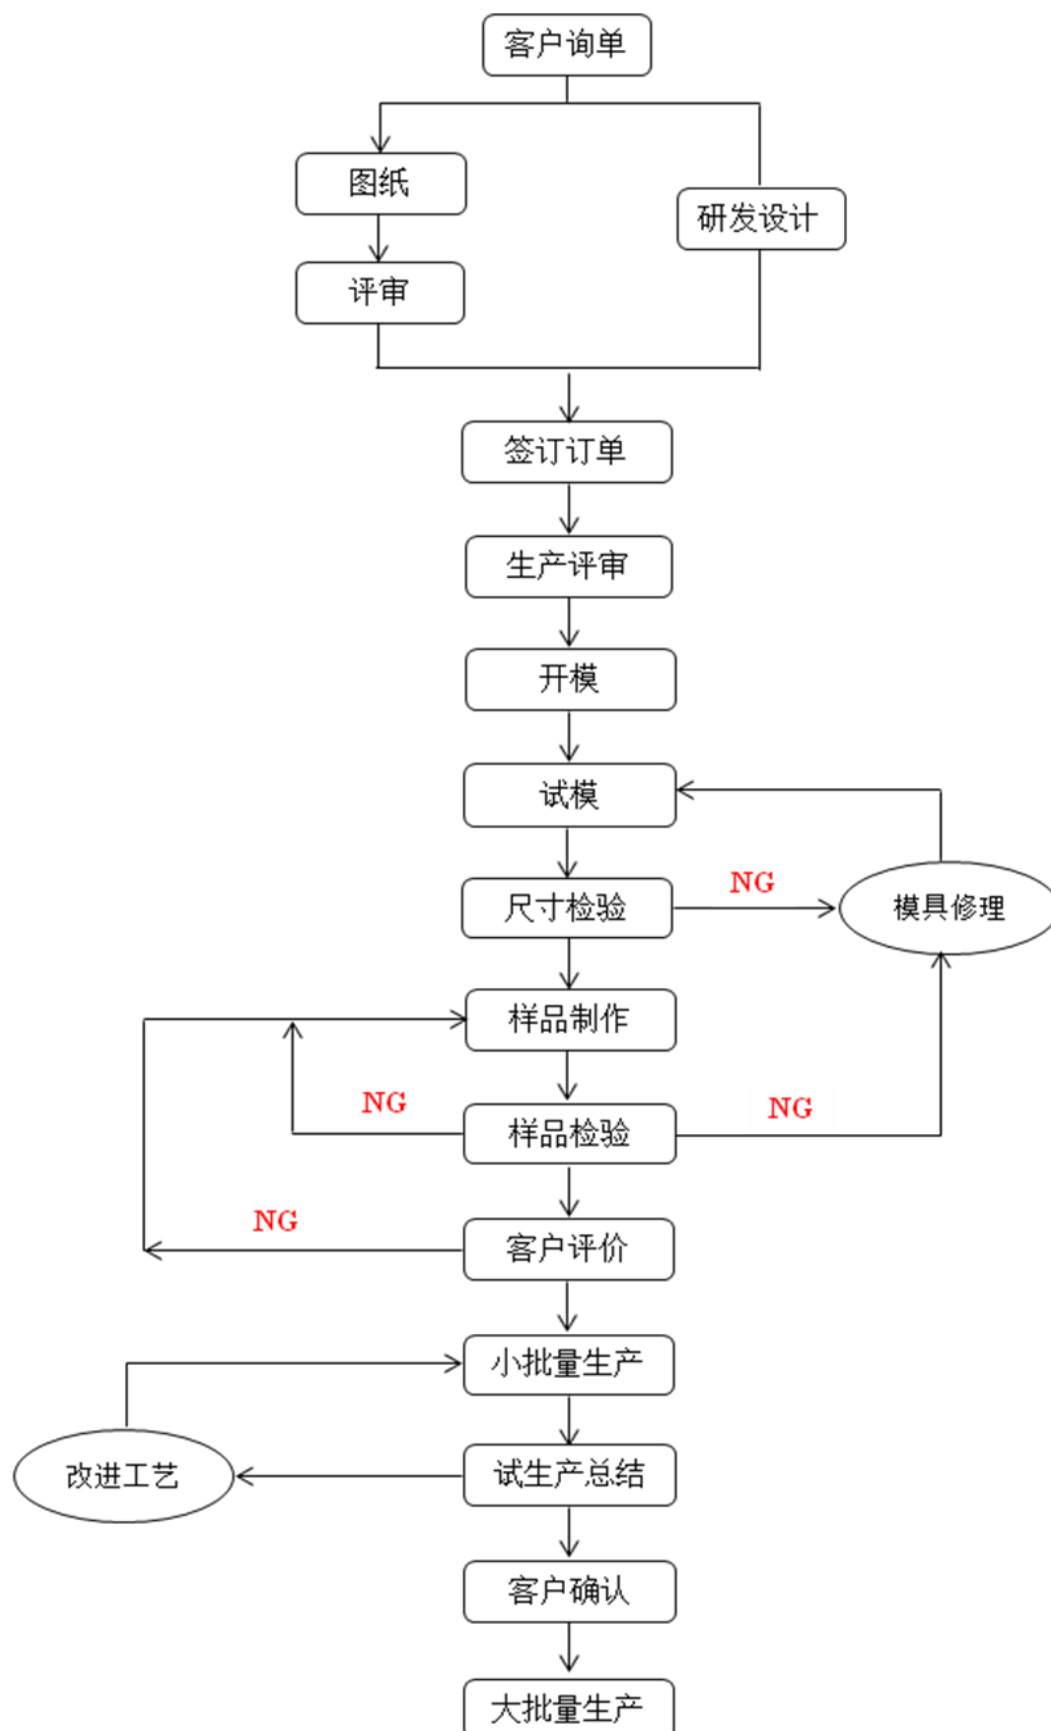 客户询单
图纸
研发设计
评审
签订订单
生产评审
开模
试模
尺寸检验
NG
模具修理
样品制作
NG
样品检验
NG
NG
客户评价
小批量生产
改进工艺
试生产总结
客户确认
大批量生产